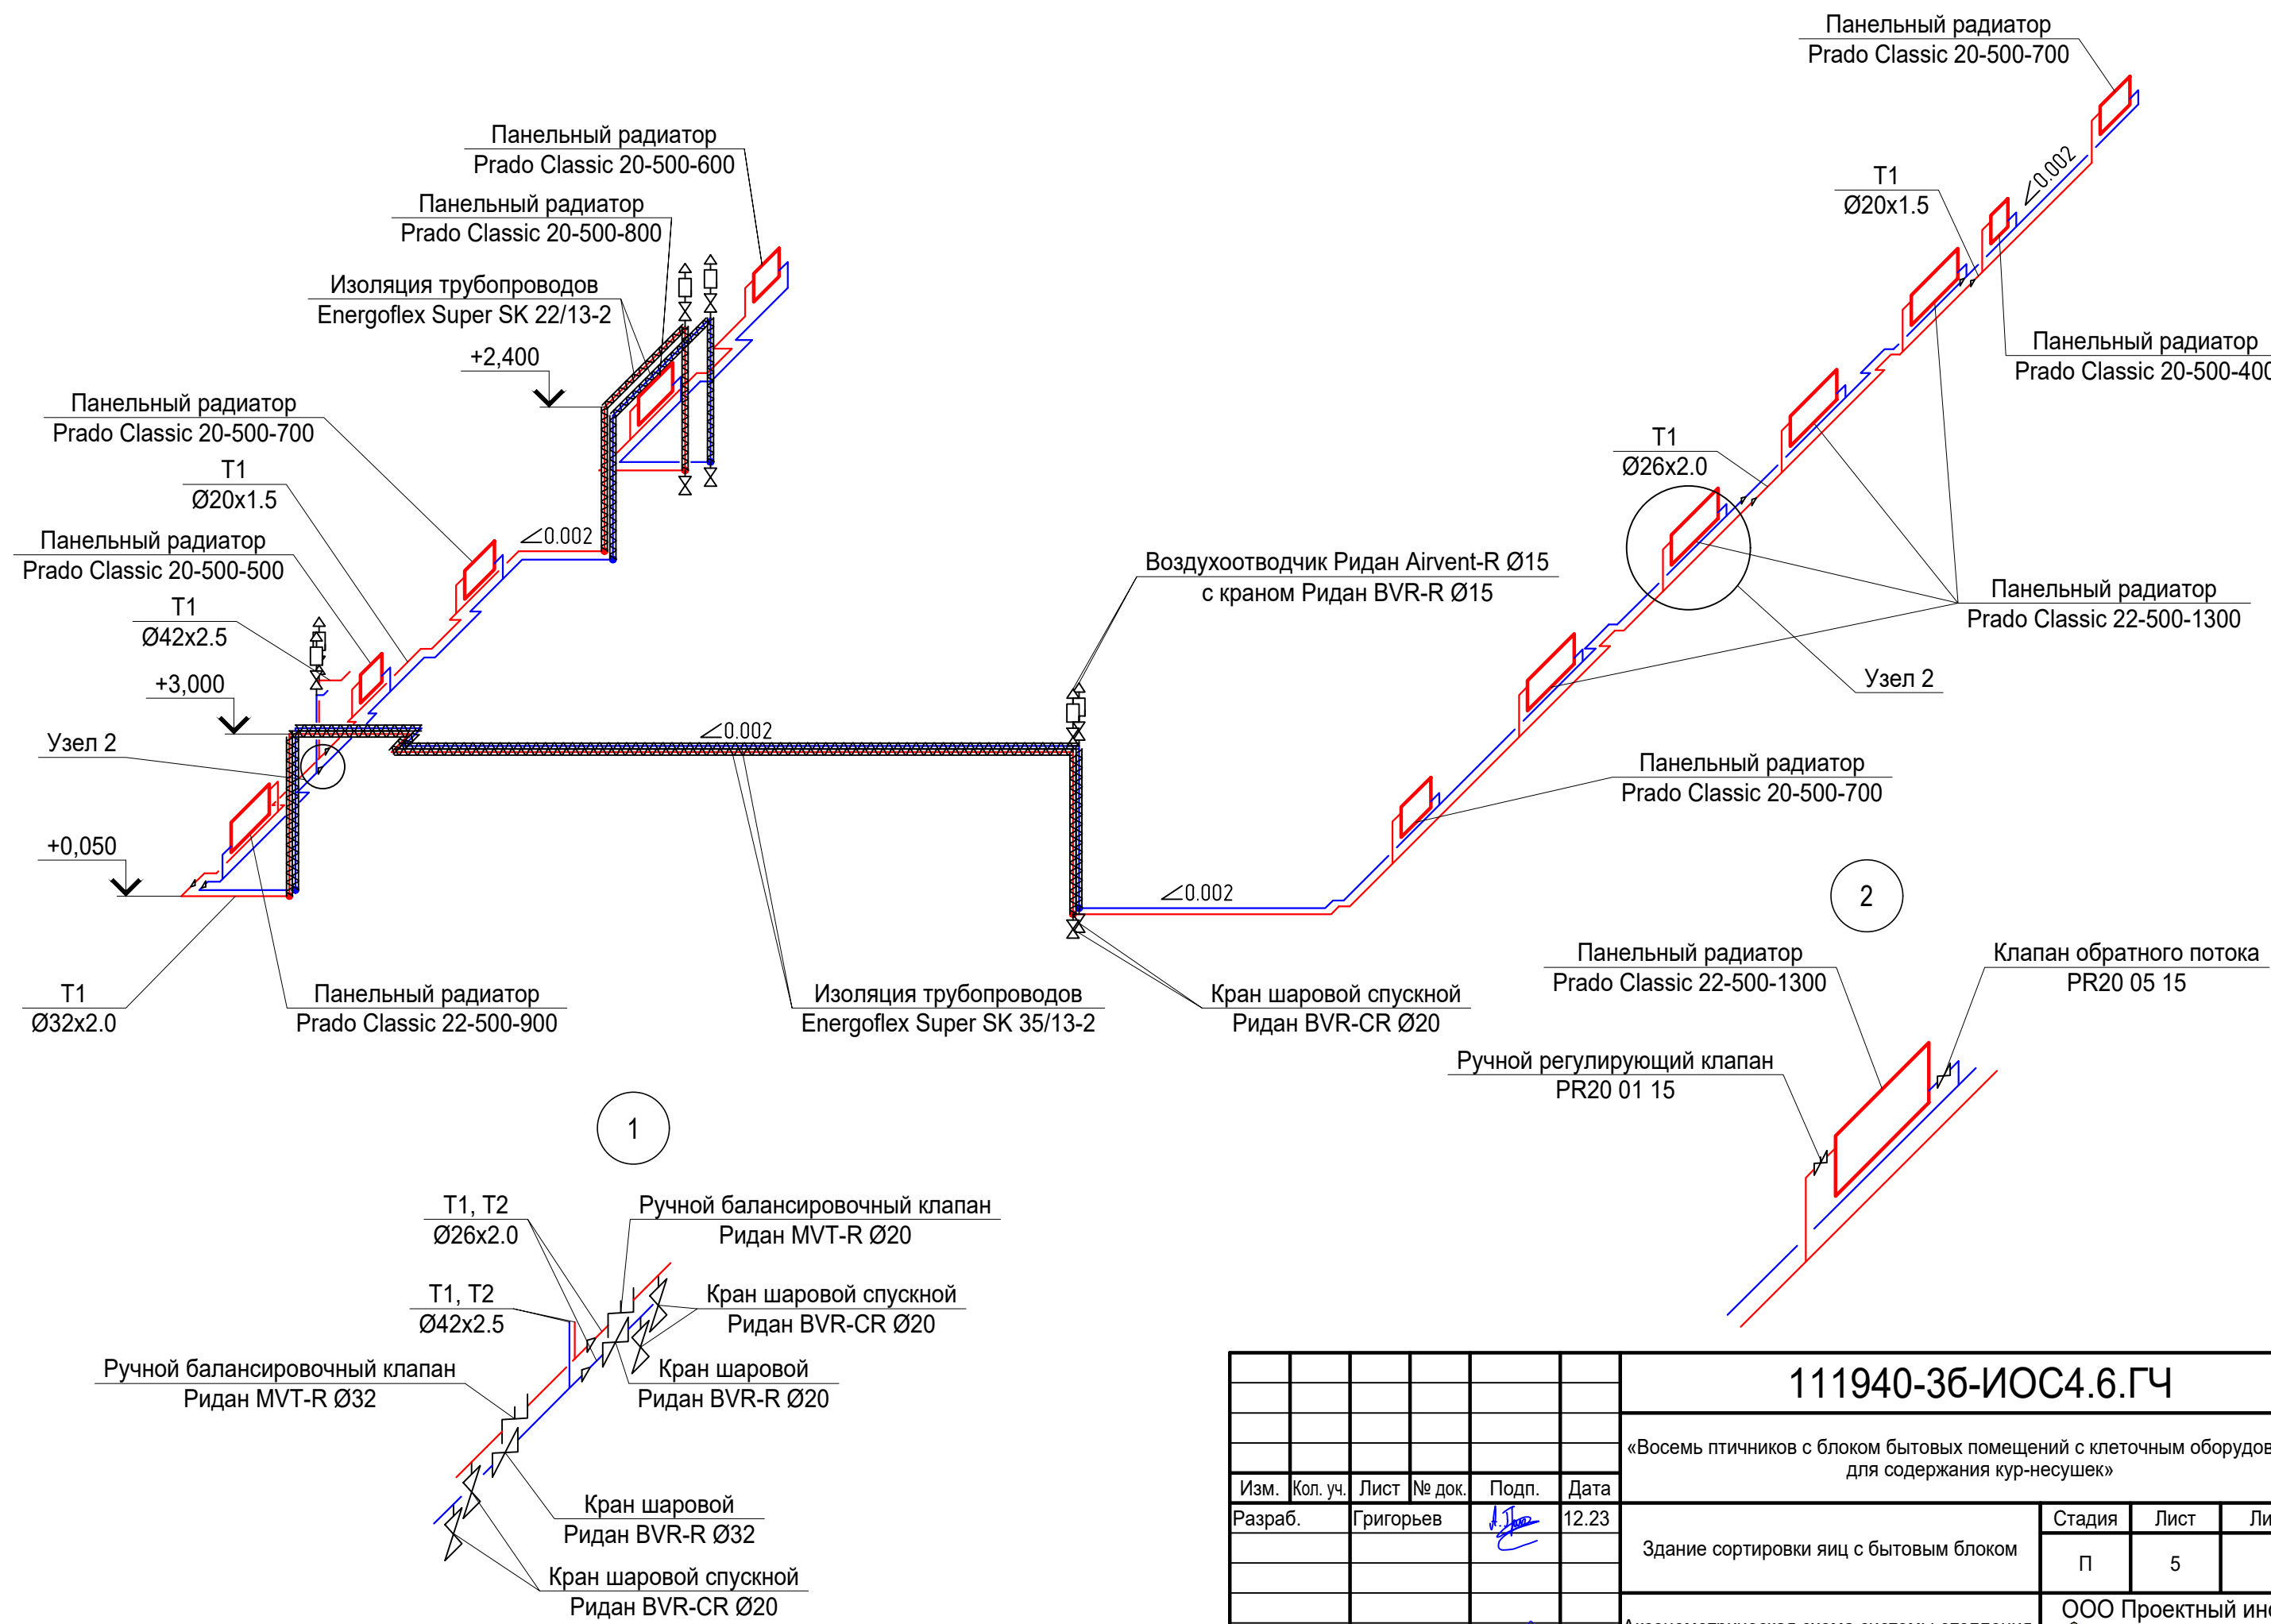 Панельный радиатор
Prado Classic 20-500-700
Панельный радиатор
Prado Classic 20-500-600
Панельный радиатор
Prado Classic 20-500-800
Изоляция трубопроводов
Energoflex Super SK 22/13-2
+2,400
Панельный радиатор
Prado Classic 20-500-700
T1
Ø20x1.5
Панельный радиатор
Prado Classic 20-500-500
T1
Ø42x2.5
+3,000
Узел 2
+0,050
T1
Ø32x2.0
Панельный радиатор
Prado Classic 22-500-900
∠0.002
∠0.002
Изоляция трубопроводов
Energoflex Super SK 35/13-2
Воздухоотводчик Ридан Airvent-R Ø15
с краном Ридан BVR-R Ø15
∠0.002
Кран шаровой спускной
Ридан BVR-CR Ø20
T1
Ø20x1.5
∠0.002
Панельный радиатор
Prado Classic 20-500-400
T1
Ø26x2.0
Панельный радиатор
Prado Classic 22-500-1300
Узел 2
Панельный радиатор
Prado Classic 20-500-700
2
Панельный радиатор
Prado Classic 22-500-1300
Клапан обратного потока
PR20 05 15
Ручной регулирующий клапан
PR20 01 15
1
T1, T2
Ø26x2.0
Ручной балансировочный клапан
Ридан MVT-R Ø20
T1, T2
Ø42x2.5
Кран шаровой спускной
Ридан BVR-CR Ø20
Ручной балансировочный клапан
Ридан MVT-R Ø32
Кран шаровой
Ридан BVR-R Ø20
Кран шаровой
Ридан BVR-R Ø32
Кран шаровой спускной
Ридан BVR-CR Ø20
111940-3б-ИОС4.6.ГЧ
«Восемь птичников с блоком бытовых помещений с клеточным
для содержания кур-несушек»
Изм. Кол. уч. Лист № док. Подп. Дата
Разраб. Григорьев 12.23
Здание сортировки яиц с бытовым блоком
Стадия Лист
П 5
ООО Проектный